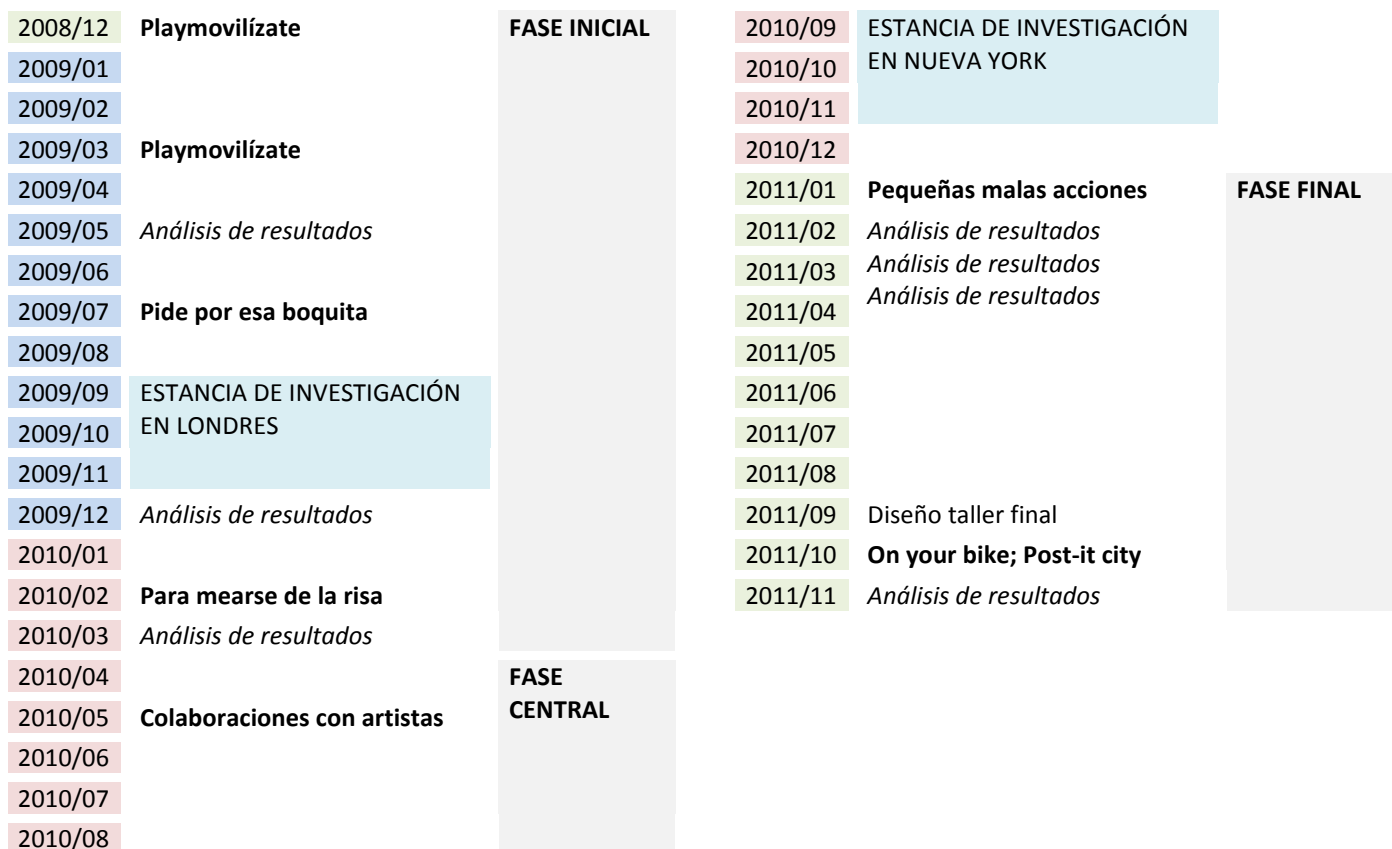 2008/12 Playmovilízate FASE INICIAL
2009/01
2009/02
2009/03 Playmovilízate
2009/04
2009/05 Análisis de resultados
2009/06
2009/07 Pide por esa boquita
2009/08
2009/09 ESTANCIA DE INVESTIGACIÓN
2009/10 EN LONDRES
2009/11
2009/12 Análisis de resultados
2010/01
2010/02 Para mearse de la risa
2010/03 Análisis de resultados
2010/04 FASE
2010/05 Colaboraciones con artistas CENTRAL
2010/06
2010/07
2010/08
2010/09 ESTANCIA DE INVESTIGACIÓN
2010/10 EN NUEVA YORK
2010/11
2010/12
2011/01 Pequeñas malas acciones FASE FINAL
2011/02 Análisis de resultados
2011/03 Análisis de resultados
2011/04 Análisis de resultados
2011/05
2011/06
2011/07
2011/08
2011/09 Diseño taller final
2011/10 On your bike; Post-it city
2011/11 Análisis de resultados